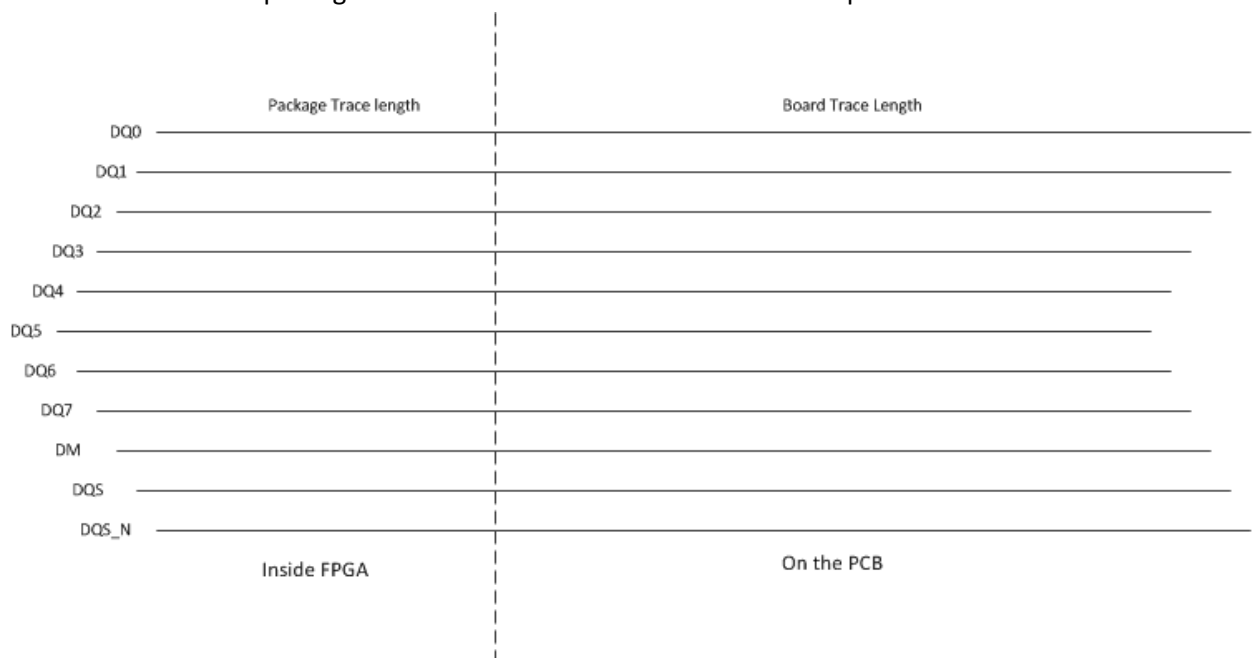 Package Trace length
Board Trace Length
DQ0
DQ1
DQ2
DQ3
DQ4
DQ5
DQ6
DQ7
DM
DQS
DQS_N
Inside FPGA
On the PCB